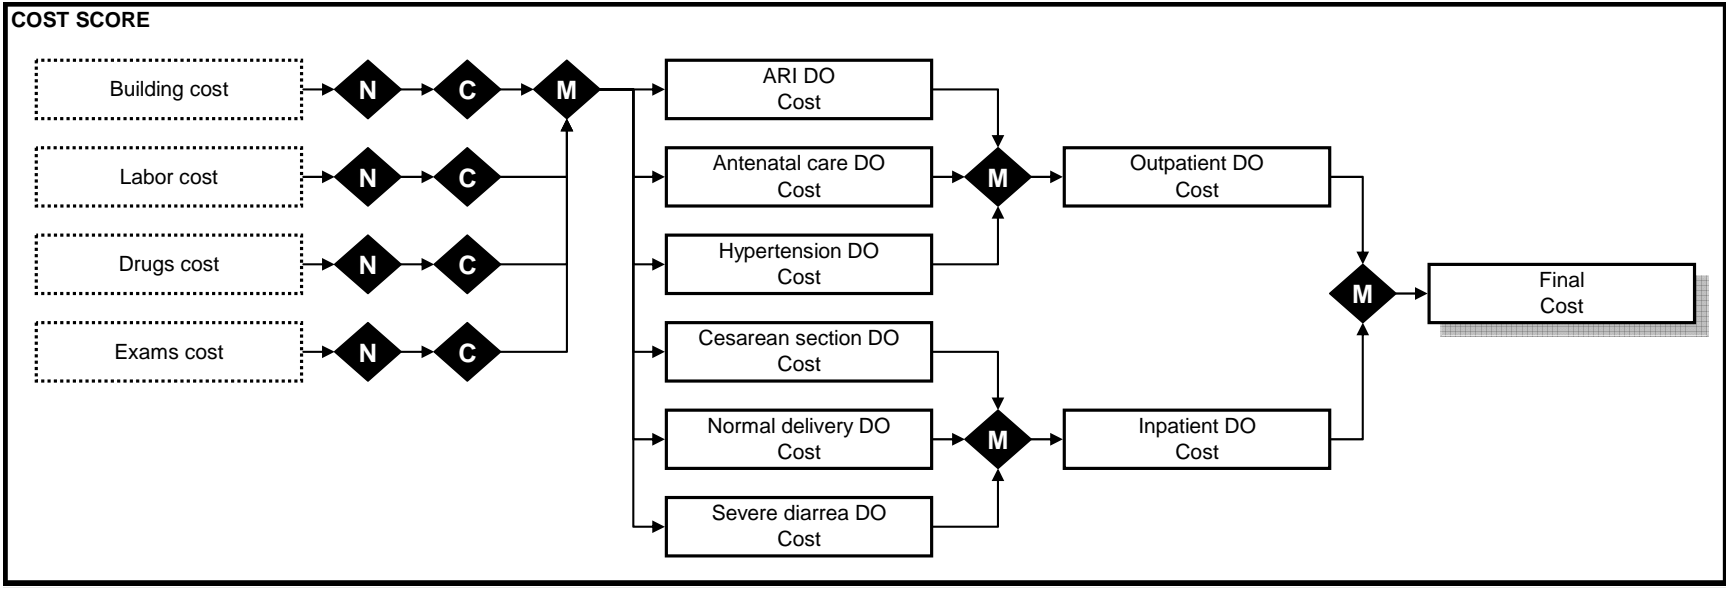 COST SCORE
Building cost
N
C
M
ARI DO
Cost
Labor cost
N
C
Antenatal care DO
Cost
M
Outpatient DO
Cost
Drugs cost
N
C
Hypertension DO
Cost
M
Final
Cost
Exams cost
N
C
Cesarean section DO
Cost
Normal delivery DO
Cost
M
Inpatient DO
Cost
Severe diarrea DO
Cost